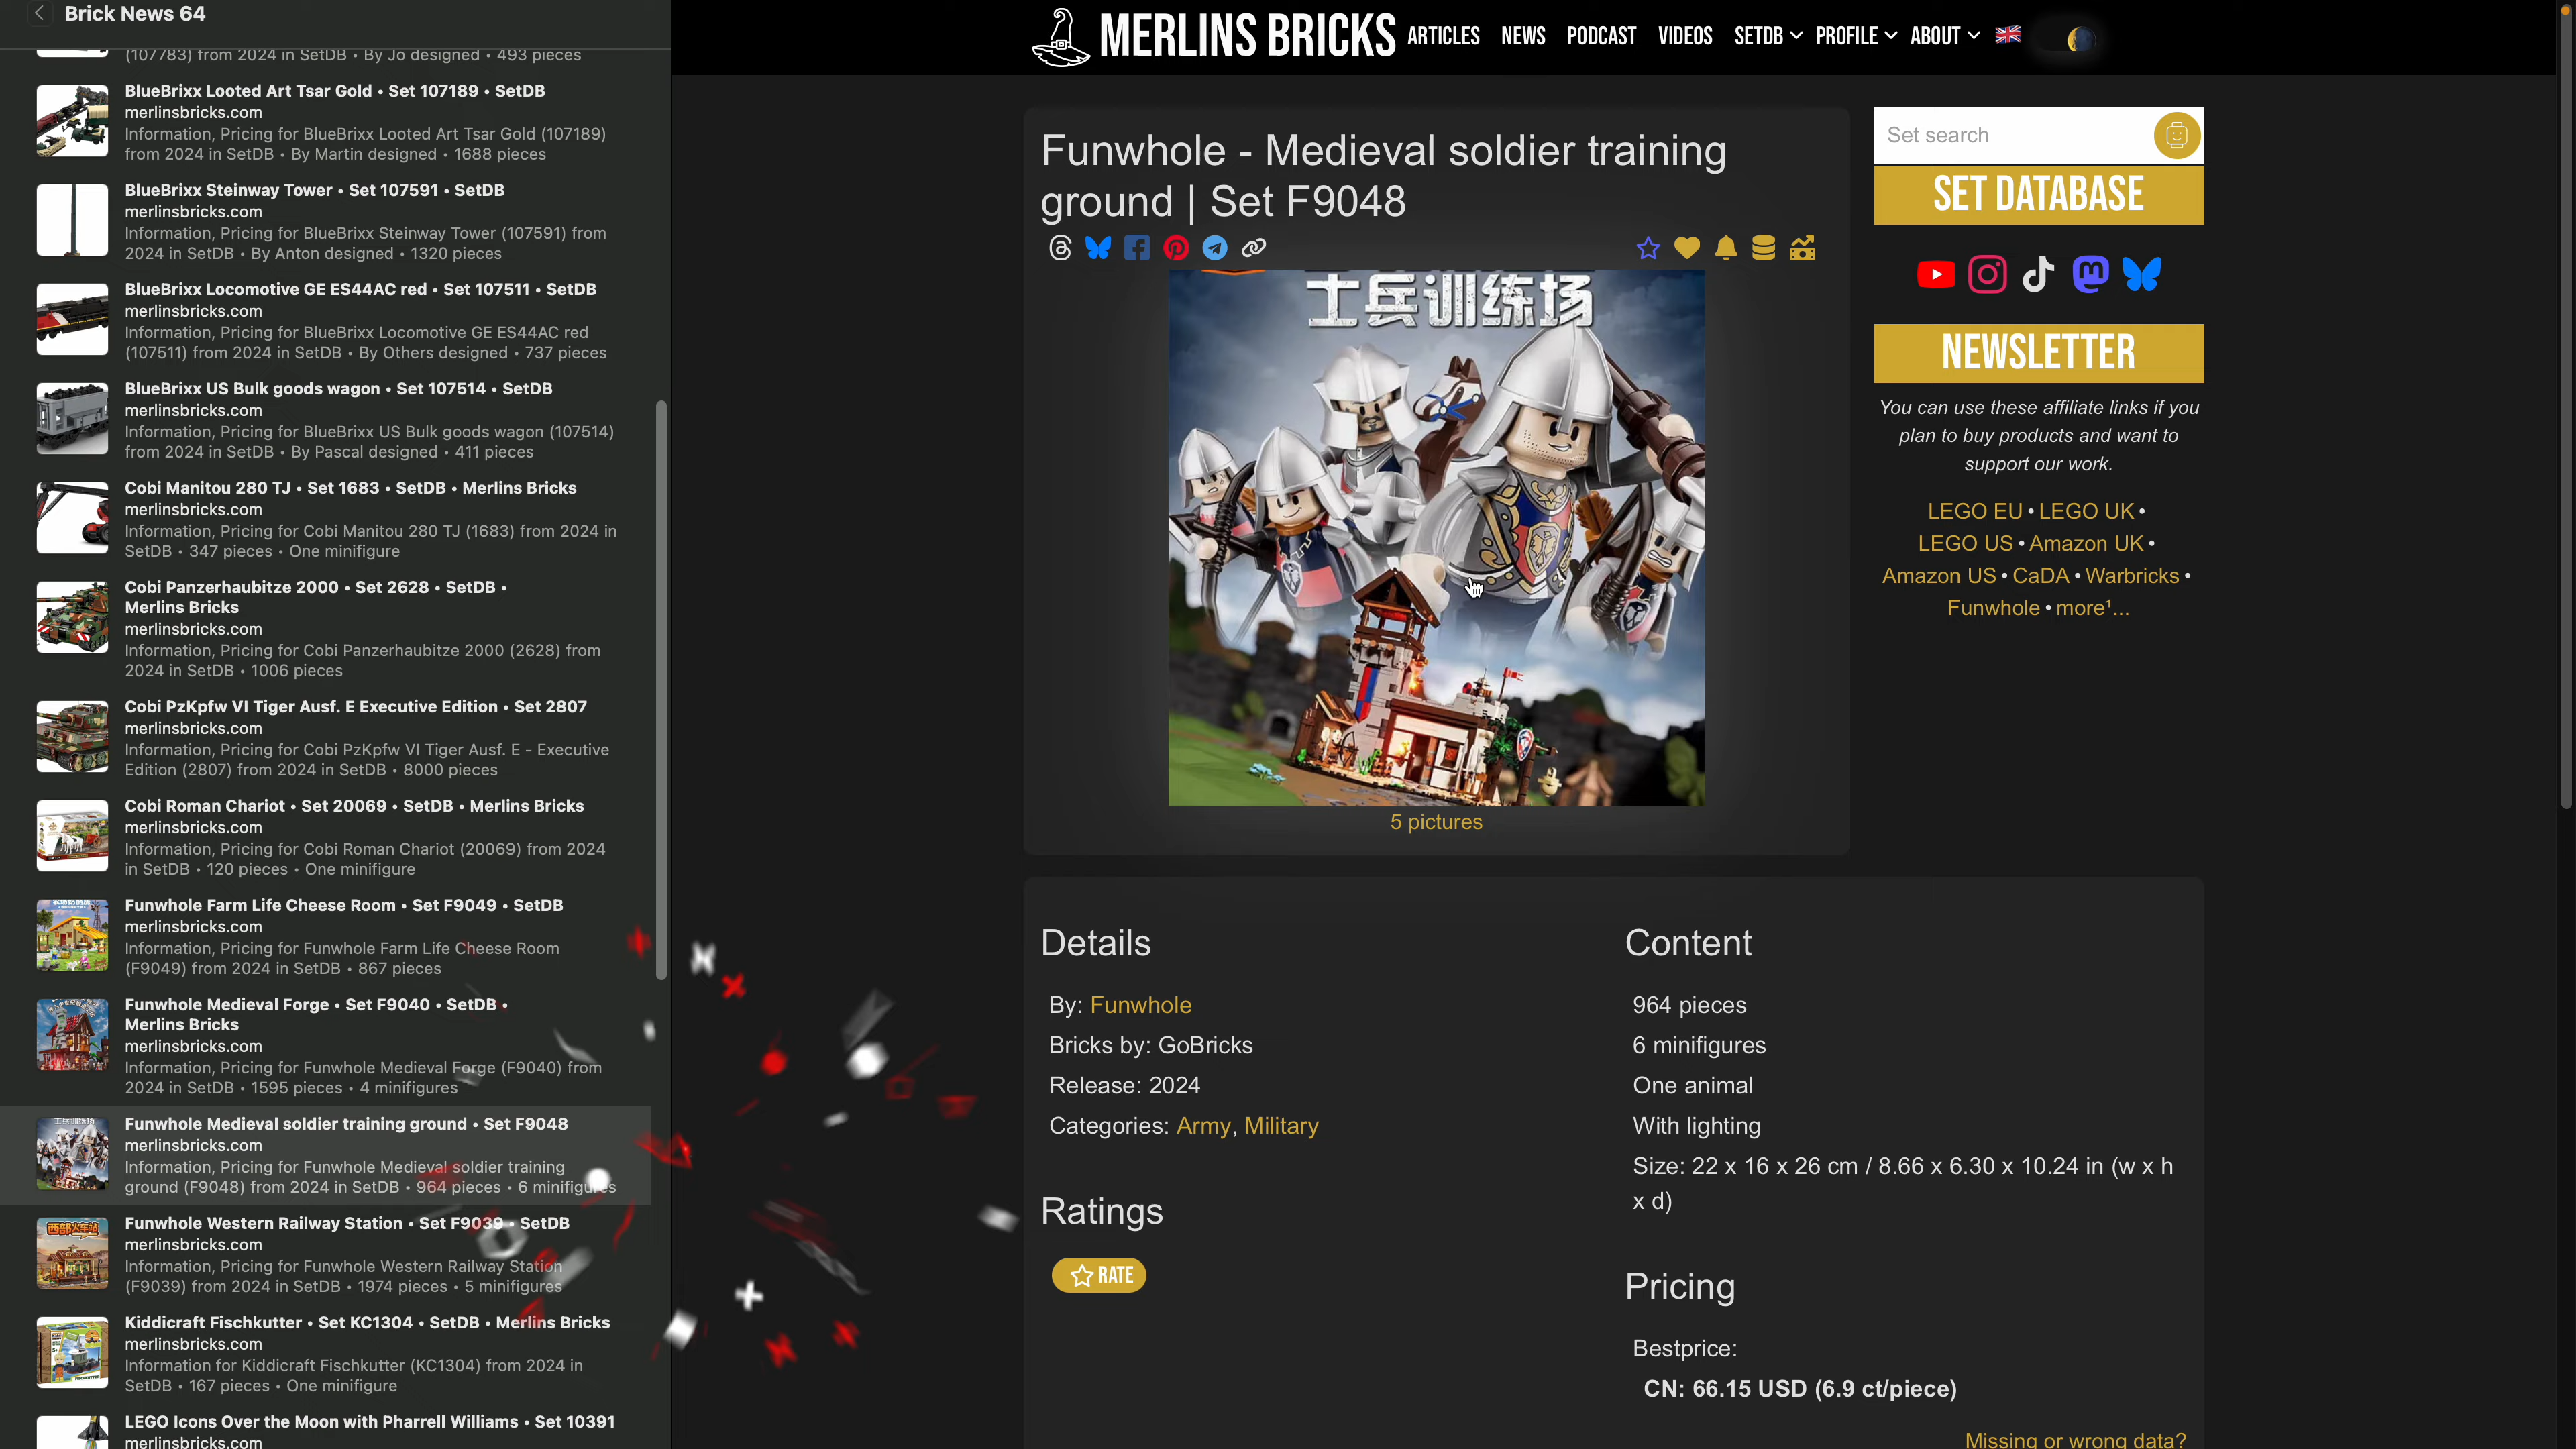 Brick News 64
(107783) from 2024 in SetDB • By Jo designed • 493 pieces
BlueBrixx Looted Art Tsar Gold • Set 107189 • SetDB
merlinsbricks.com
Information, Pricing for BlueBrixx Looted Art Tsar Gold (107189)
from 2024 in SetDB • By Martin designed • 1688 pieces
BlueBrixx Steinway Tower • Set 107591 • SetDB
merlinsbricks.com
Information, Pricing for BlueBrixx Steinway Tower (107591) from
2024 in SetDB • By Anton designed • 1320 pieces
BlueBrixx Locomotive GE ES44AC red • Set 107511 • SetDB
merlinsbricks.com
Information, Pricing for BlueBrixx Locomotive GE ES44AC red
(107511) from 2024 in SetDB • By Others designed • 737 pieces
BlueBrixx US Bulk goods wagon • Set 107514 • SetDB
merlinsbricks.com
Information, Pricing for BlueBrixx US Bulk goods wagon (107514)
from 2024 in SetDB • By Pascal designed • 411 pieces
Cobi Manitou 280 TJ • Set 1683 • SetDB • Merlins Bricks
merlinsbricks.com
Information, Pricing for Cobi Manitou 280 TJ (1683) from 2024 in
SetDB • 347 pieces • One minifigure
Cobi Panzerhaubitze 2000 • Set 2628 • SetDB •
Merlins Bricks
merlinsbricks.com
Information, Pricing for Cobi Panzerhaubitze 2000 (2628) from
2024 in SetDB • 1006 pieces
Cobi PzKpfw VI Tiger Ausf. E Executive Edition • Set 2807
merlinsbricks.com
Information, Pricing for Cobi PzKpfw VI Tiger Ausf. E - Executive
Edition (2807) from 2024 in SetDB • 8000 pieces
Cobi Roman Chariot • Set 20069 • SetDB • Merlins Bricks
merlinsbricks.com
Information, Pricing for Cobi Roman Chariot (20069) from 2024
in SetDB • 120 pieces • One minifigure
Funwhole Farm Life Cheese Room • Set F9049 • SetDB
merlinsbricks.com
Information, Pricing for Funwhole Farm Life Cheese Room
(F9049) from 2024 in SetDB • 867 pieces
Funwhole Medieval Forge • Set F9040 • SetDB •
Merlins Bricks
merlinsbricks.com
Information, Pricing for Funwhole Medieval Forge (F9040) from
2024 in SetDB • 1595 pieces • 4 minifigures
士兵训练场
Funwhole Medieval soldier training ground • Set F9048
merlinsbricks.com
Information, Pricing for Funwhole Medieval soldier training
ground (F9048) from 2024 in SetDB • 964 pieces • 6 minifigures
西部火车站
Funwhole Western Railway Station • Set F9039 • SetDB
merlinsbricks.com
Information, Pricing for Funwhole Western Railway Station
(F9039) from 2024 in SetDB • 1974 pieces • 5 minifigures
Kiddicraft Fischkutter • Set KC1304 • SetDB • Merlins Bricks
merlinsbricks.com
Information for Kiddicraft Fischkutter (KC1304) from 2024 in
SetDB • 167 pieces • One minifigure
LEGO Icons Over the Moon with Pharrell Williams • Set 10391
merlinsbricks.com
MERLINS BRICKS ARTICLES NEWS PODCAST VIDEOS SETDB PROFILE ABOUT
Funwhole - Medieval soldier training
ground | Set F9048
士兵训练场
5 pictures
Set search
SET DATABASE
NEWSLETTER
You can use these affiliate links if you
plan to buy products and want to
support our work.
LEGO EU • LEGO UK •
LEGO US • Amazon UK •
Amazon US • CaDA • Warbricks •
Funwhole • more¹...
Details
By: Funwhole
Bricks by: GoBricks
Release: 2024
Categories: Army, Military
Ratings
RATE
Content
964 pieces
6 minifigures
One animal
With lighting
Size: 22 x 16 x 26 cm / 8.66 x 6.30 x 10.24 in (w x h
x d)
Pricing
Bestprice:
CN: 66.15 USD (6.9 ct/piece)
Missing or wrong data?